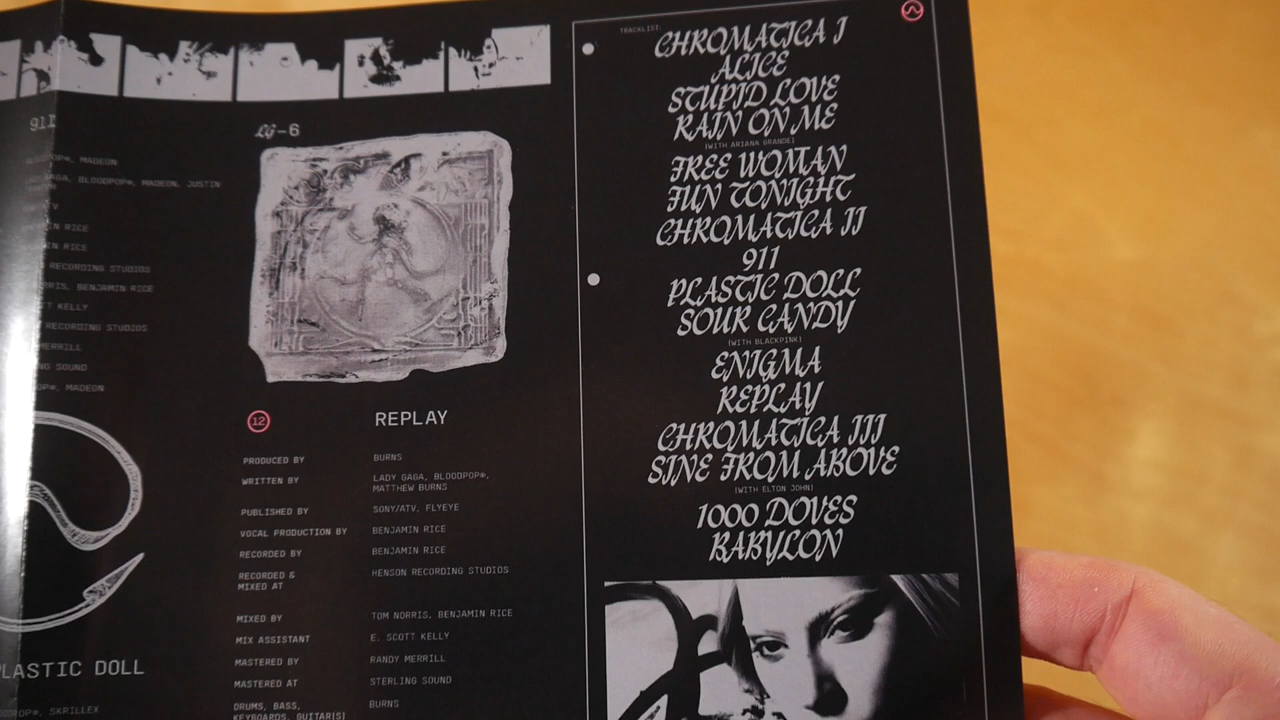 911
MADEON
GAGA, BLOODPOP®, MADEON, JUSTIN
RICE
RICE
RECORDING STUDIOS
BENJAMIN RICE
KELLY
RECORDING STUDIOS
MERRILL
SOUND
MADEON
PLASTIC DOLL
SKRILLEX
LG-6
12 REPLAY
PRODUCED BY BURNS
WRITTEN BY LADY GAGA, BLOODPOP®,
MATTHEW BURNS
PUBLISHED BY SONY/ATV, FLYEYE
VOCAL PRODUCTION BY BENJAMIN RICE
RECORDED BY BENJAMIN RICE
RECORDED & HENSON RECORDING STUDIOS
MIXED AT
MIXED BY TOM NORRIS, BENJAMIN RICE
MIX ASSISTANT E. SCOTT KELLY
MASTERED BY RANDY MERRILL
MASTERED AT STERLING SOUND
DRUMS, BASS, BURNS
KEYBOARDS, GUITAR(S)
TRACKLIST:
CHROMATICA I
ALICE
STUPID LOVE
RAIN ON ME
(WITH ARIANA GRANDE)
FREE WOMAN
FUN TONIGHT
CHROMATICA II
911
PLASTIC DOLL
SOUR CANDY
(WITH BLACKPINK)
ENIGMA
REPLAY
CHROMATICA III
SINE FROM ABOVE
(WITH ELTON JOHN)
1000 DOVES
BABYLON